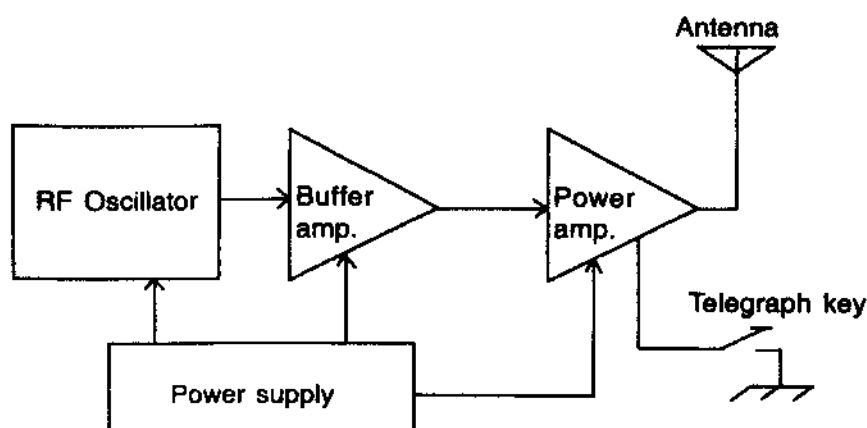 Antenna
RF Oscillator
Buffer
amp.
Power
amp.
Telegraph key
Power supply